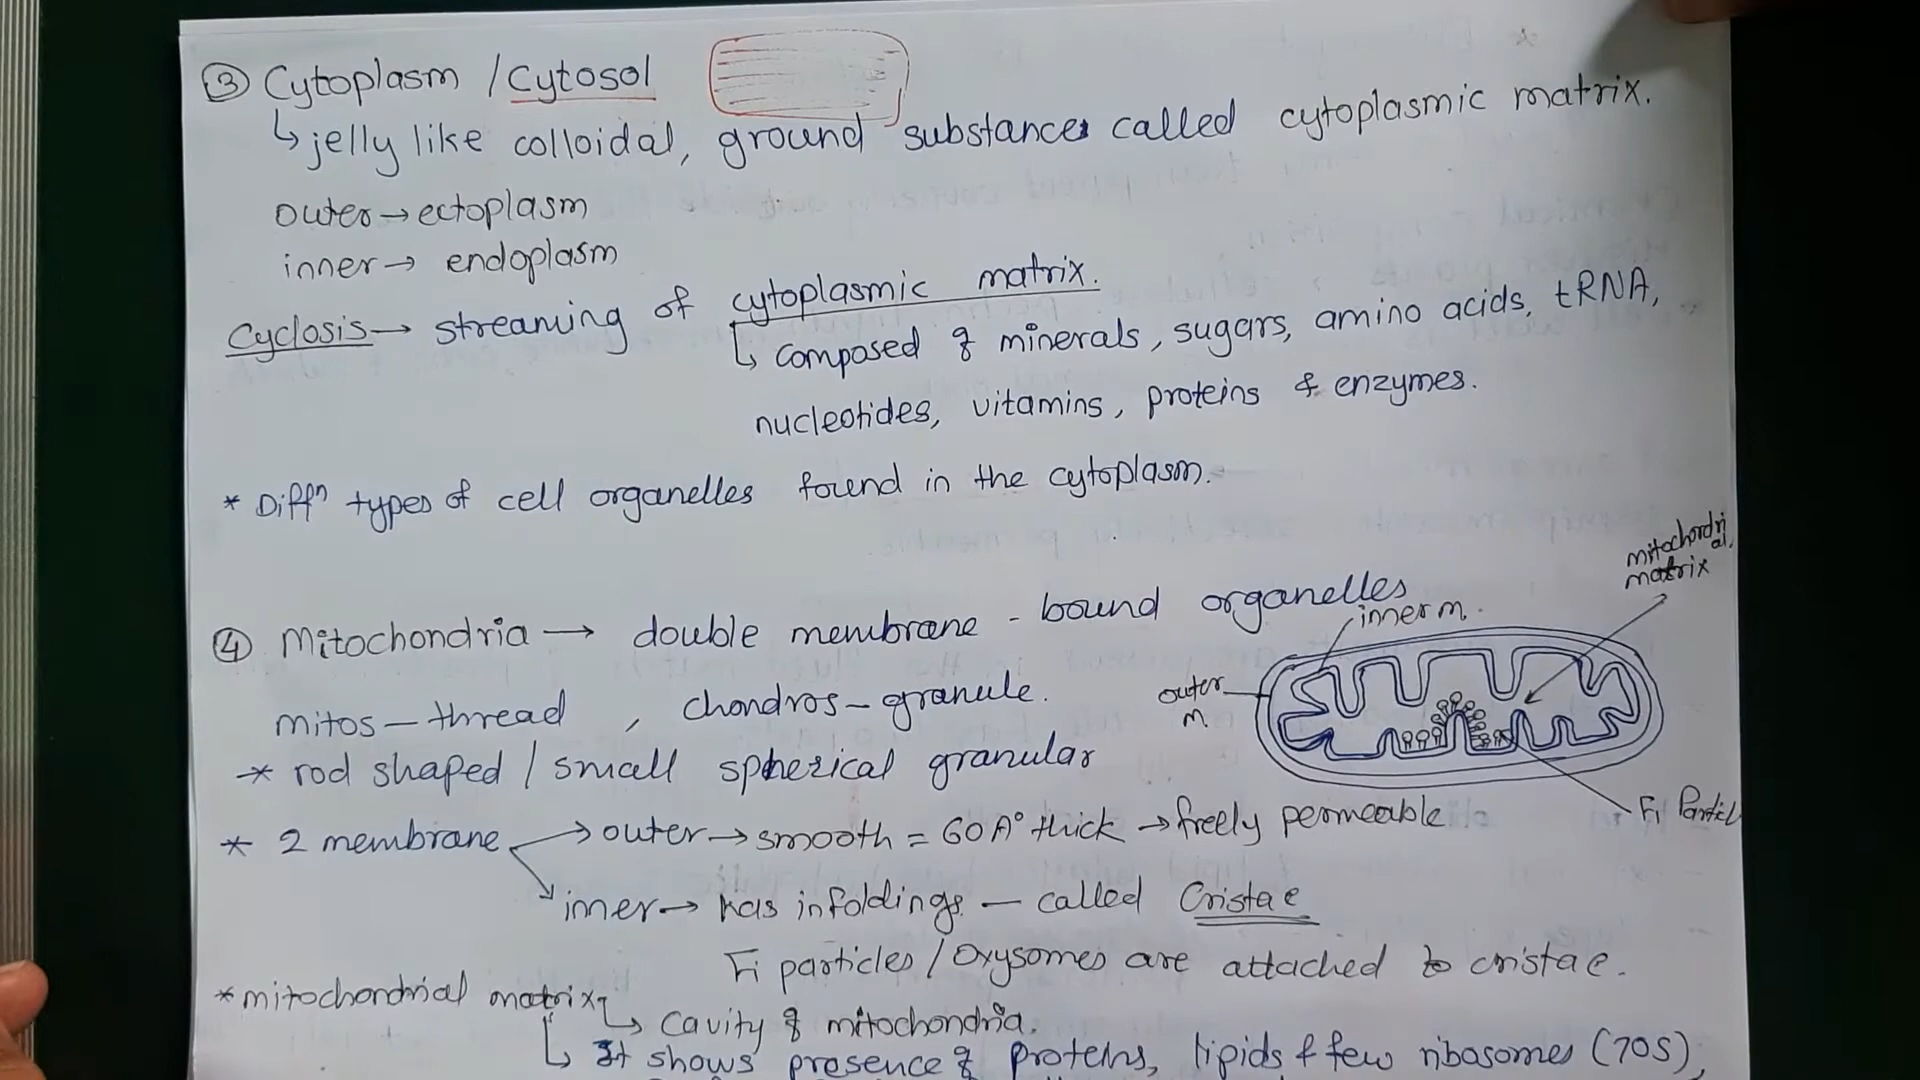 ③ Cytoplasm / Cytosol
↳ jelly like colloidal, ground substances called cytoplasmic matrix.
outer → ectoplasm
inner → endoplasm
Cyclosis → streaming of cytoplasmic matrix.
↳ composed of minerals, sugars, amino acids, tRNA,
nucleotides, vitamins, proteins & enzymes.
* Diffⁿ types of cell organelles found in the cytoplasm.
mitochondri
al,
matrix
④ Mitochondria → double membrane - bound organelles
inner m.
outer
m.
mitos – thread , chondros – granule.
* rod shaped / small spherical granular
F₁ Particl
* 2 membrane → outer → smooth = 60 A° thick → freely permeable
inner → has infoldings – called Cristae
F₁ particles / Oxysomes are attached to cristae.
* mitochondrial matrix ↳ Cavity of mitochondria.
↳ It shows presence of proteins, lipids & few ribosomes (70S),